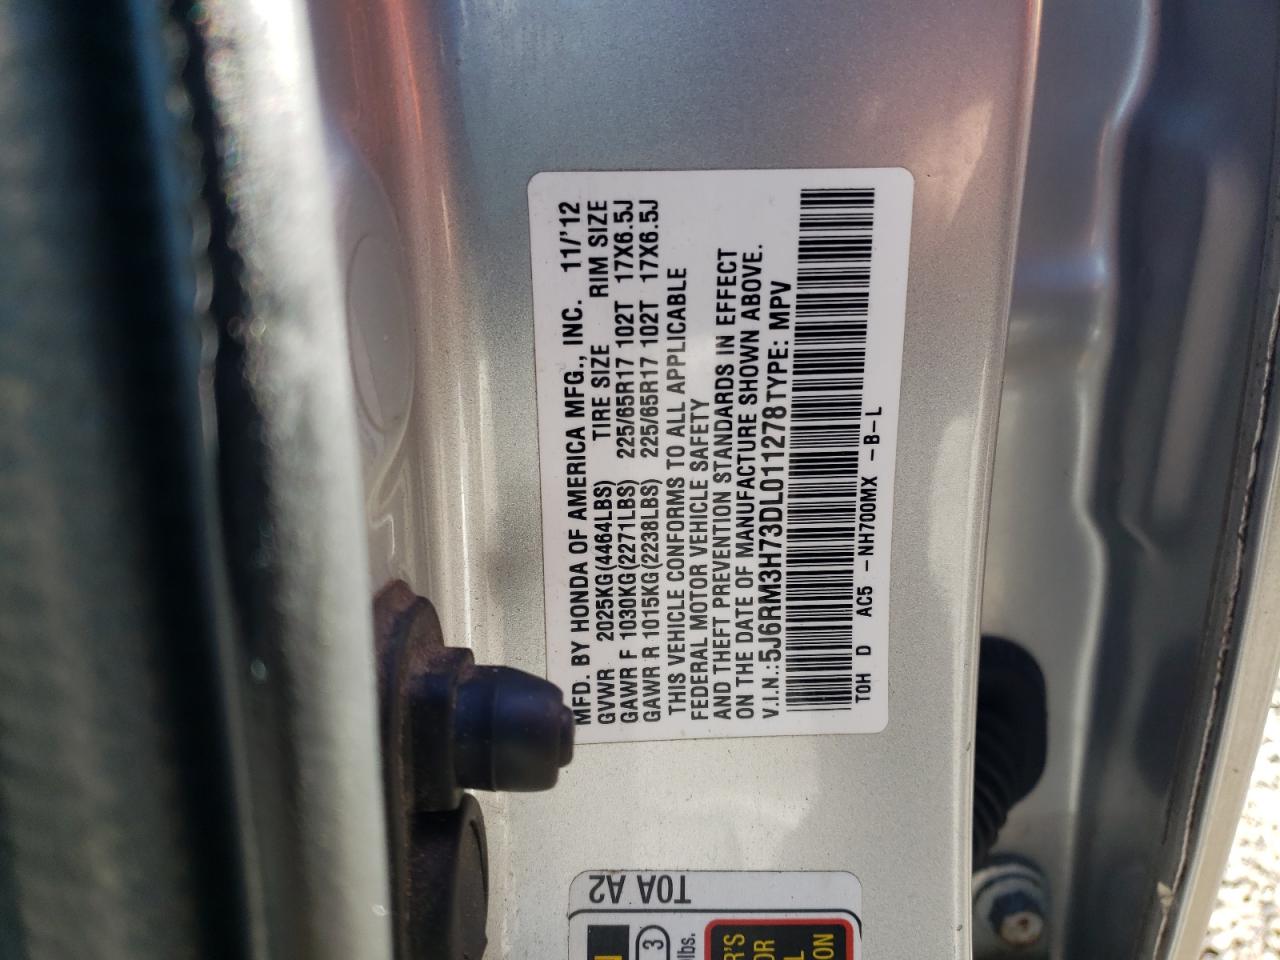 MFD. BY HONDA OF AMERICA MFG., INC. 11/'12
GVWR 2025KG(4464LBS) TIRE SIZE RIM SIZE
GAWR F 1030KG(2271LBS) 225/65R17 102T 17X6.5J
GAWR R 1015KG(2238LBS) 225/65R17 102T 17X6.5J
THIS VEHICLE CONFORMS TO ALL APPLICABLE
FEDERAL MOTOR VEHICLE SAFETY
AND THEFT PREVENTION STANDARDS IN EFFECT
ON THE DATE OF MANUFACTURE SHOWN ABOVE.
V.I.N.:5J6RM3H73DL011278TYPE: MPV
T0H D AC5 -NH700MX -B-L
T0A A2
3
lbs.